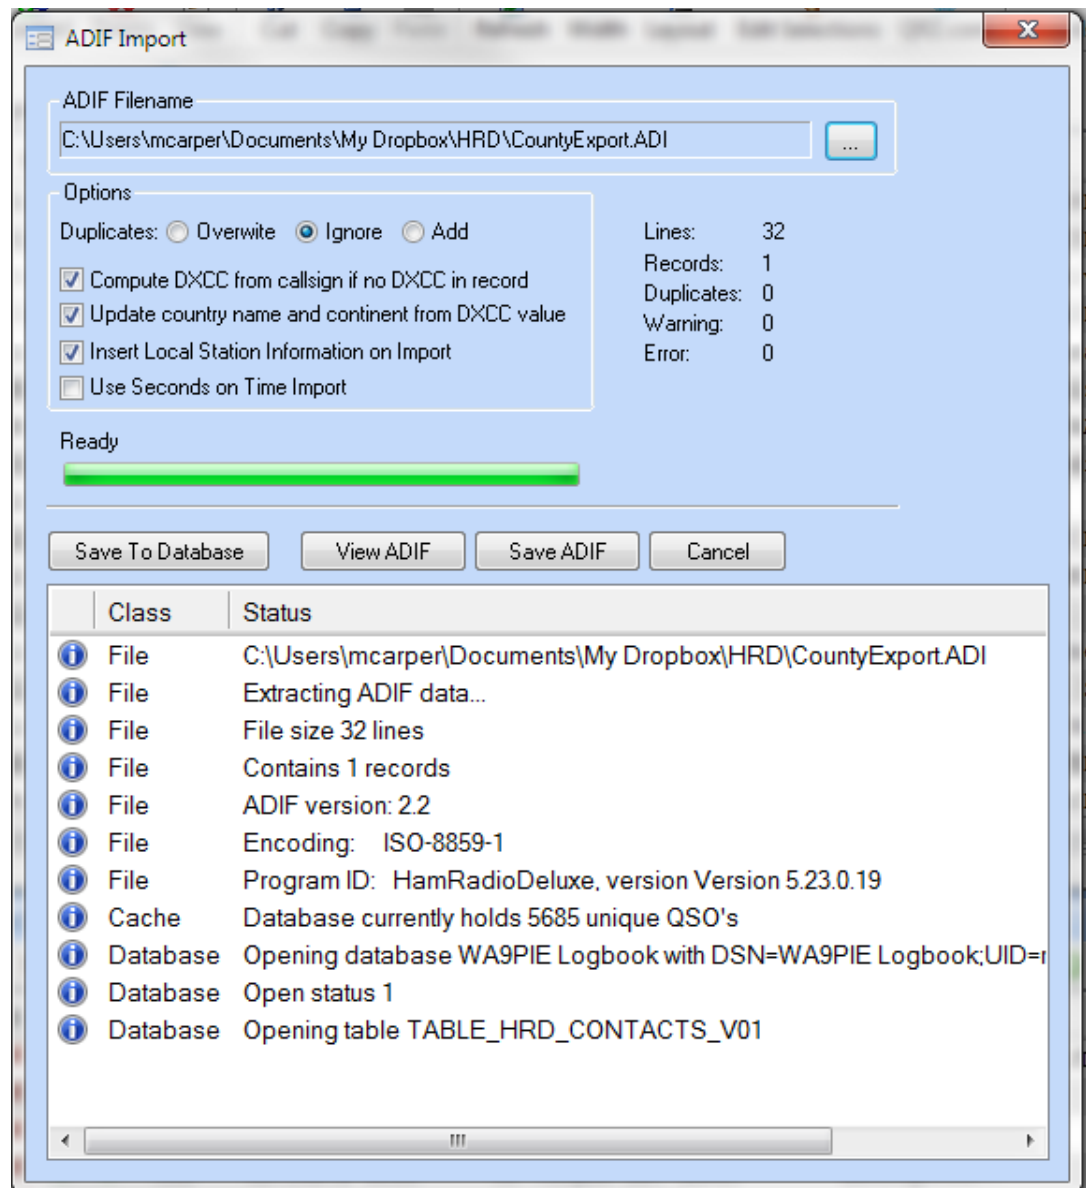 ADIF Import
ADIF Filename
C:\Users\mcarper\Documents\My Dropbox\HRD\CountyExport.ADI
...
Options
Duplicates: Overwite Ignore Add
Compute DXCC from callsign if no DXCC in record
Update country name and continent from DXCC value
Insert Local Station Information on Import
Use Seconds on Time Import
Lines: 32
Records: 1
Duplicates: 0
Warning: 0
Error: 0
Ready
Save To Database View ADIF Save ADIF Cancel
Class Status
File C:\Users\mcarper\Documents\My Dropbox\HRD\CountyExport.ADI
File Extracting ADIF data...
File File size 32 lines
File Contains 1 records
File ADIF version: 2.2
File Encoding: ISO-8859-1
File Program ID: HamRadioDeluxe, version Version 5.23.0.19
Cache Database currently holds 5685 unique QSO's
Database Opening database WA9PIE Logbook with DSN=WA9PIE Logbook;UID=
Database Open status 1
Database Opening table TABLE_HRD_CONTACTS_V01